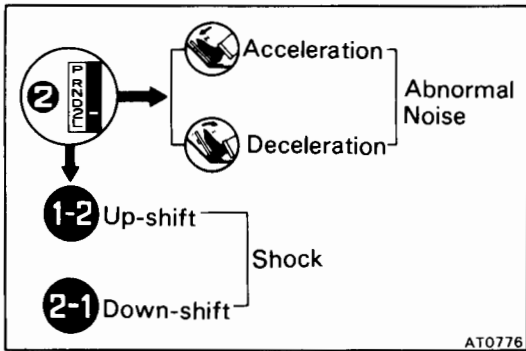 2
P
R
N
D
2
L
Acceleration
Deceleration
Abnormal
Noise
1-2 Up-shift
2-1 Down-shift
Shock
AT0776